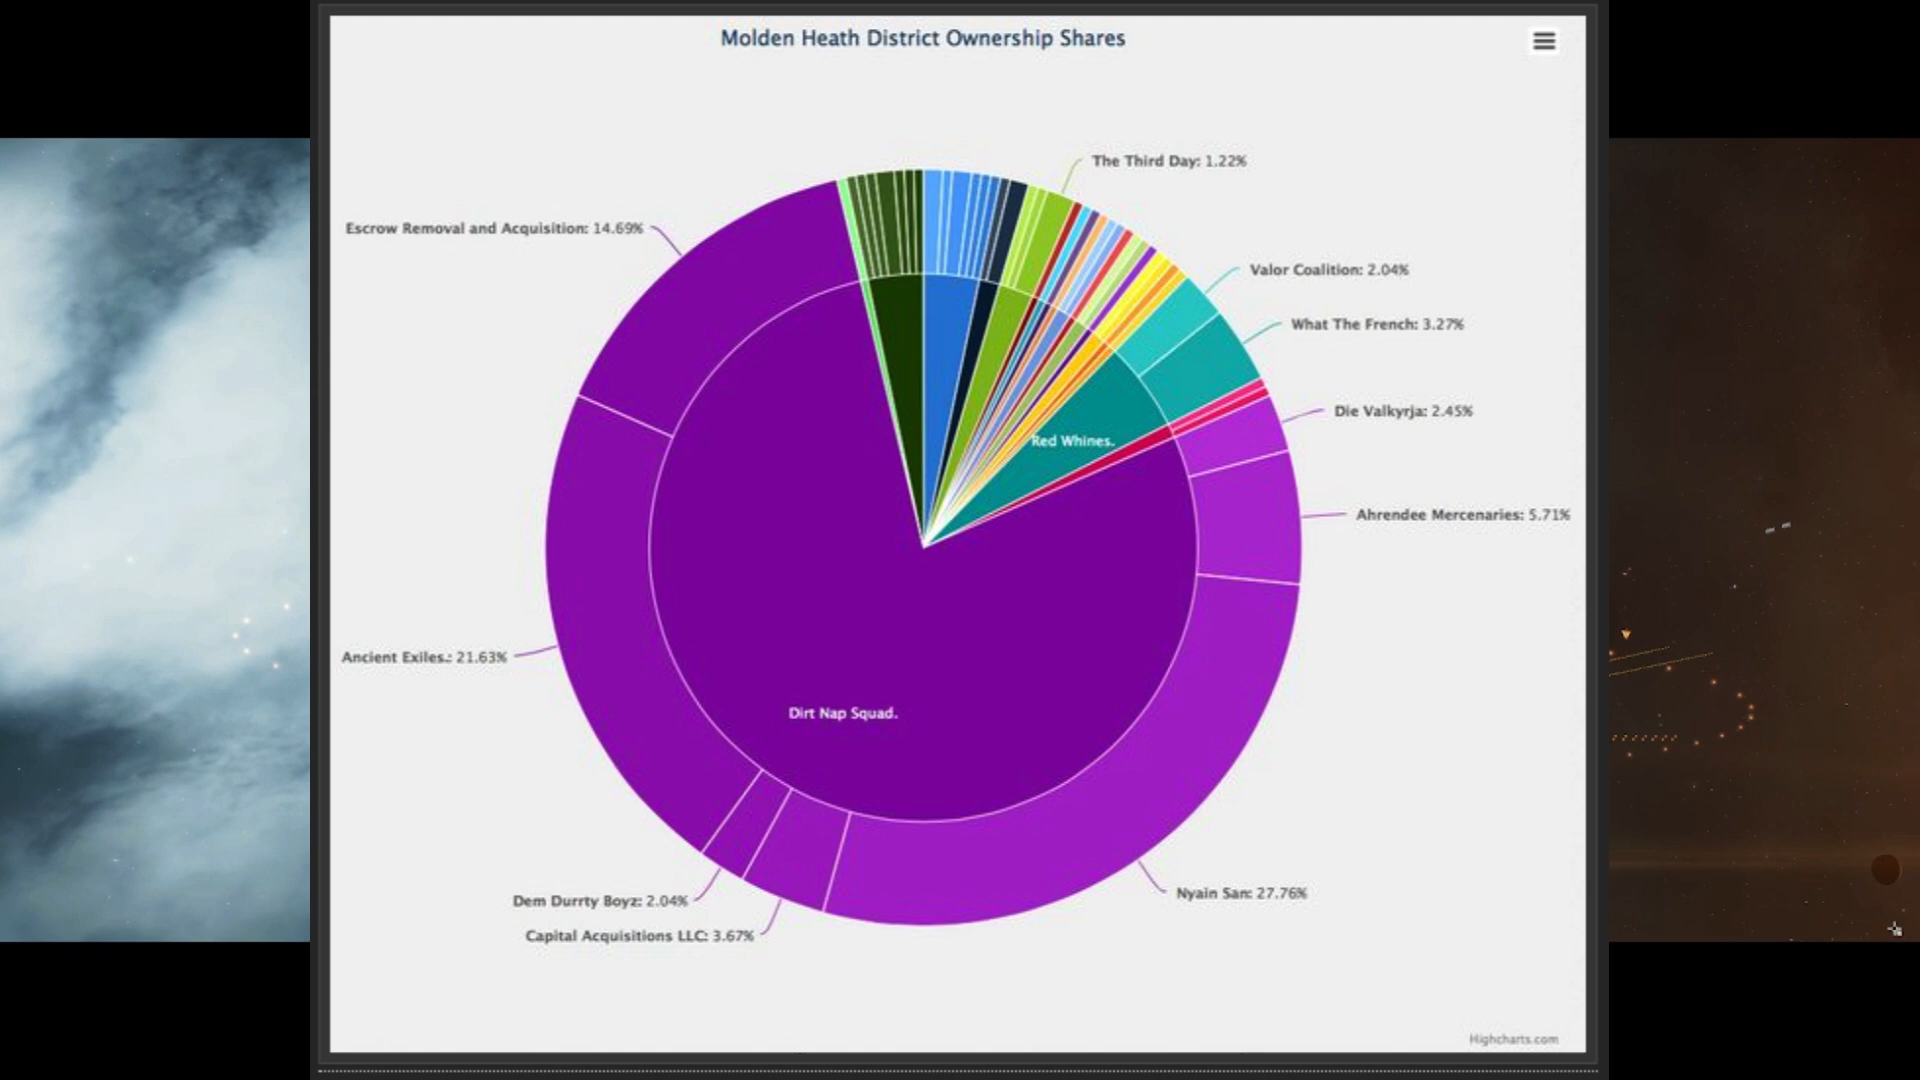 Molden Heath District Ownership Shares
The Third Day: 1.22%
Escrow Removal and Acquisition: 14.69%
Valor Coalition: 2.04%
What The French: 3.27%
Die Valkyrja: 2.45%
Red Whines.
Ahrendee Mercenaries: 5.71%
Ancient Exiles.: 21.63%
Dirt Nap Squad.
Nyain San: 27.76%
Dem Durrty Boyz: 2.04%
Capital Acquisitions LLC: 3.67%
Highcharts.com